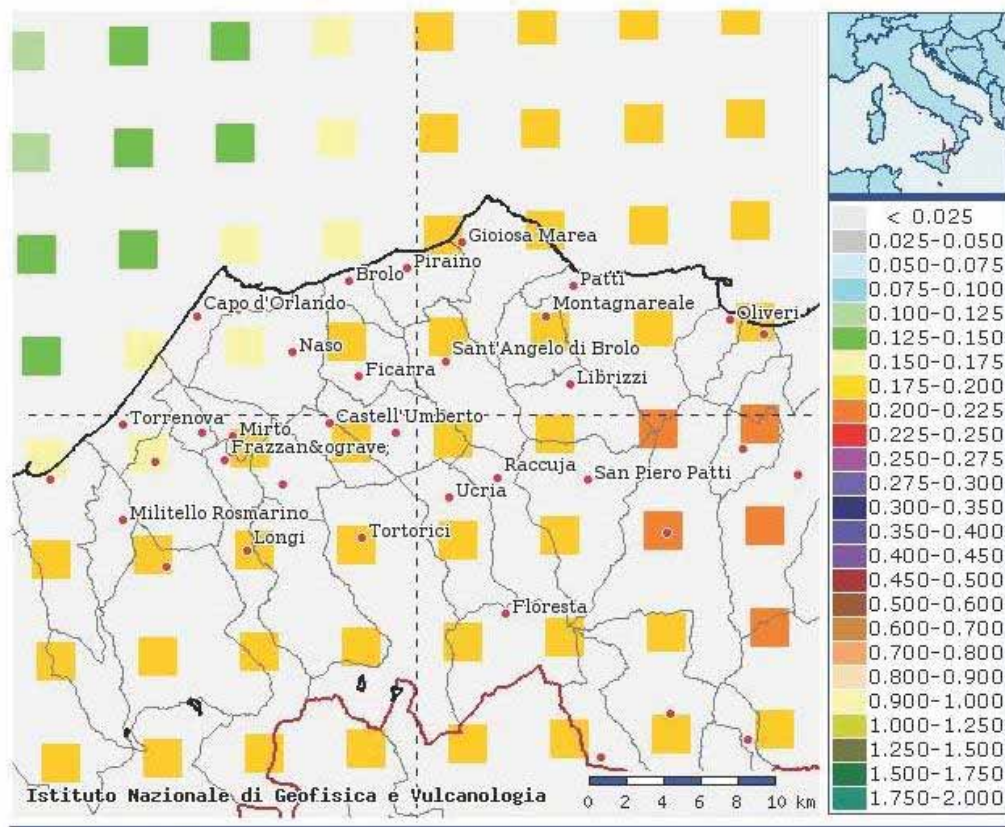 Gioiosa Marea
Piraino
Brolo
Patti
Capo d'Orlando
Montagnareale
Oliveri
Naso
Sant'Angelo di Brolo
Ficarra
Librizzi
Torrenova
Castell'Umberto
Mirto
Frazzan&ograve;
Raccuja
San Piero Patti
Ucria
Militello Rosmarino
Longi
Tortorici
Floresta
Istituto Nazionale di Geofisica e Vulcanologia
0 2 4 6 8 10 km
< 0.025
0.025-0.050
0.050-0.075
0.075-0.100
0.100-0.125
0.125-0.150
0.150-0.175
0.175-0.200
0.200-0.225
0.225-0.250
0.250-0.275
0.275-0.300
0.300-0.350
0.350-0.400
0.400-0.450
0.450-0.500
0.500-0.600
0.600-0.700
0.700-0.800
0.800-0.900
0.900-1.000
1.000-1.250
1.250-1.500
1.500-1.750
1.750-2.000